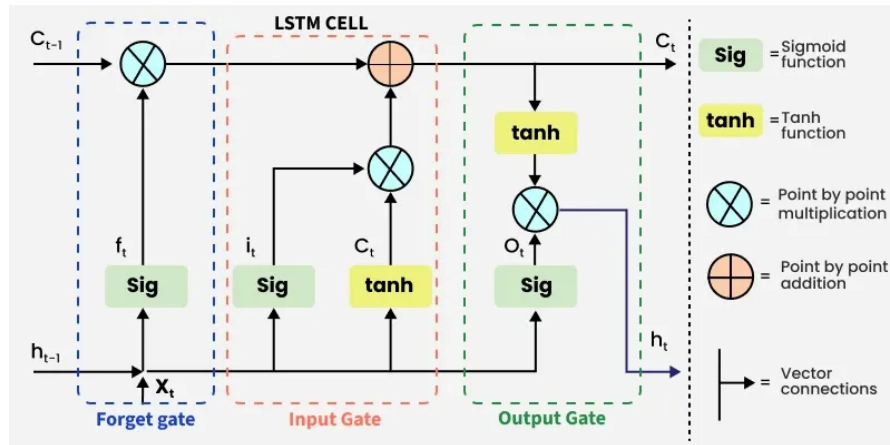 LSTM CELL
Cₜ₋₁
Cₜ
fₜ
iₜ
Cₜ
Oₜ
tanh
Sig
Sig
tanh
Sig
hₜ₋₁
Xₜ
hₜ
Forget gate
Input Gate
Output Gate
Sig
=Sigmoid
function
tanh
=Tanh
function
= Point by point
multiplication
= Point by point
addition
= Vector
connections